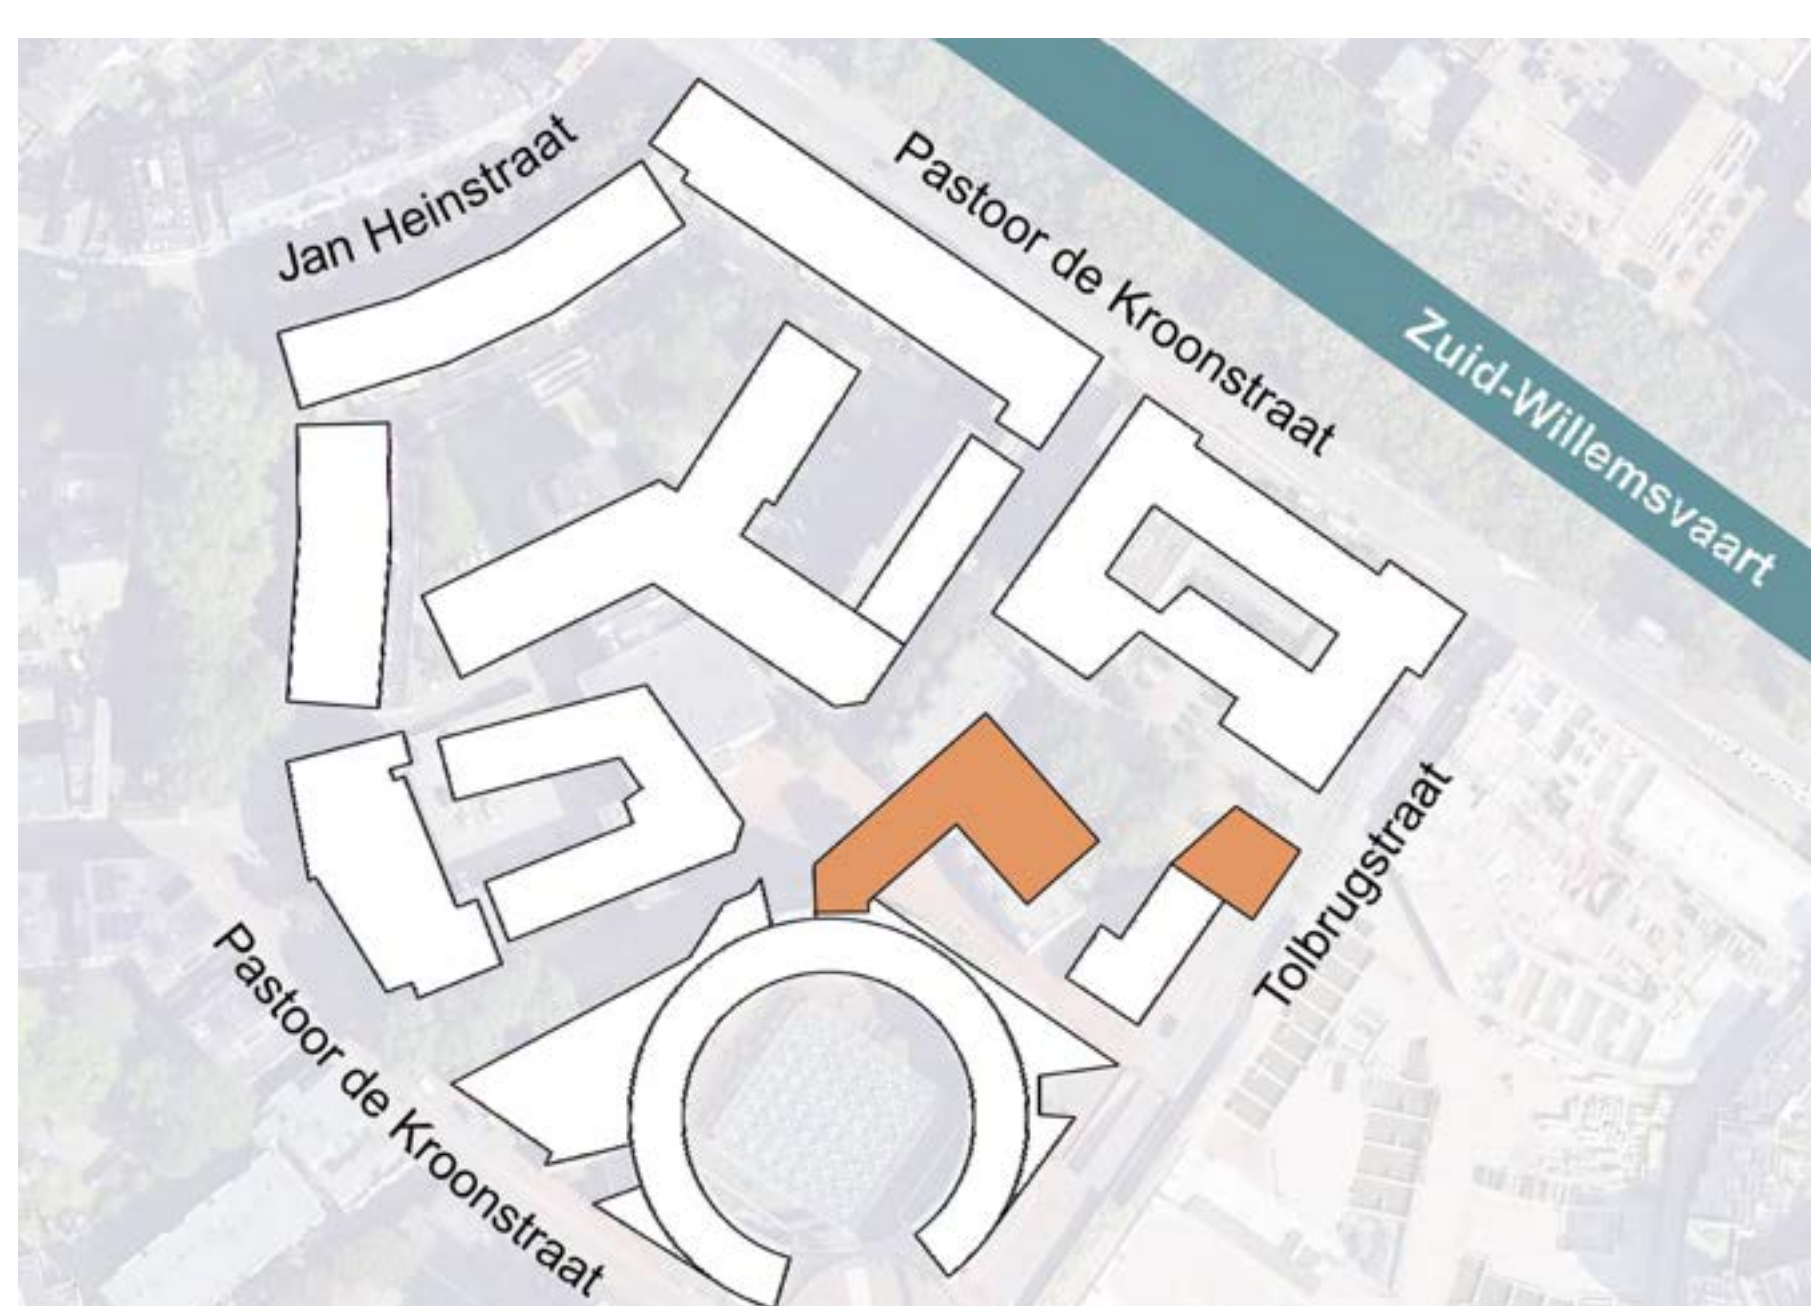 Jan Heinstraat
Pastoor de Kroonstraat
Zuid-Willemsvaart
Tolbrugstraat
Pastoor de Kroonstraat